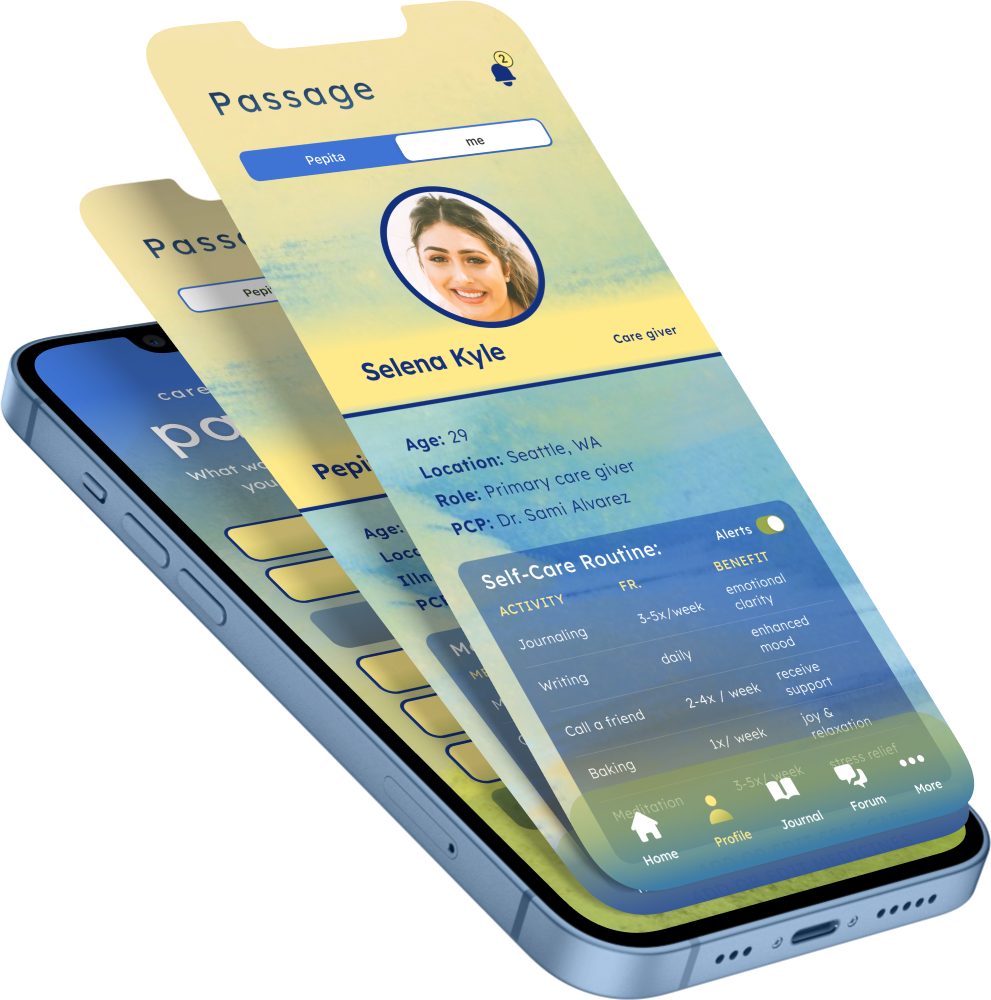 Passage
2
Pepita
me
Selena Kyle
Care giver
Age: 29
Location: Seattle, WA
Role: Primary care giver
PCP: Dr. Sami Alvarez
Self-Care Routine:
Alerts
ACTIVITY FR. BENEFIT
Journaling 3-5x/week emotional clarity
Writing daily enhanced mood
Call a friend 2-4x / week receive support
Baking 1x/ week joy & relaxation
Meditation 3-5x/ week stress relief
Home
Profile
Journal
Forum
More
Pass
Pepi
Pepi
Age:
Loca
Illn
PCP
care
pa
What wo
you